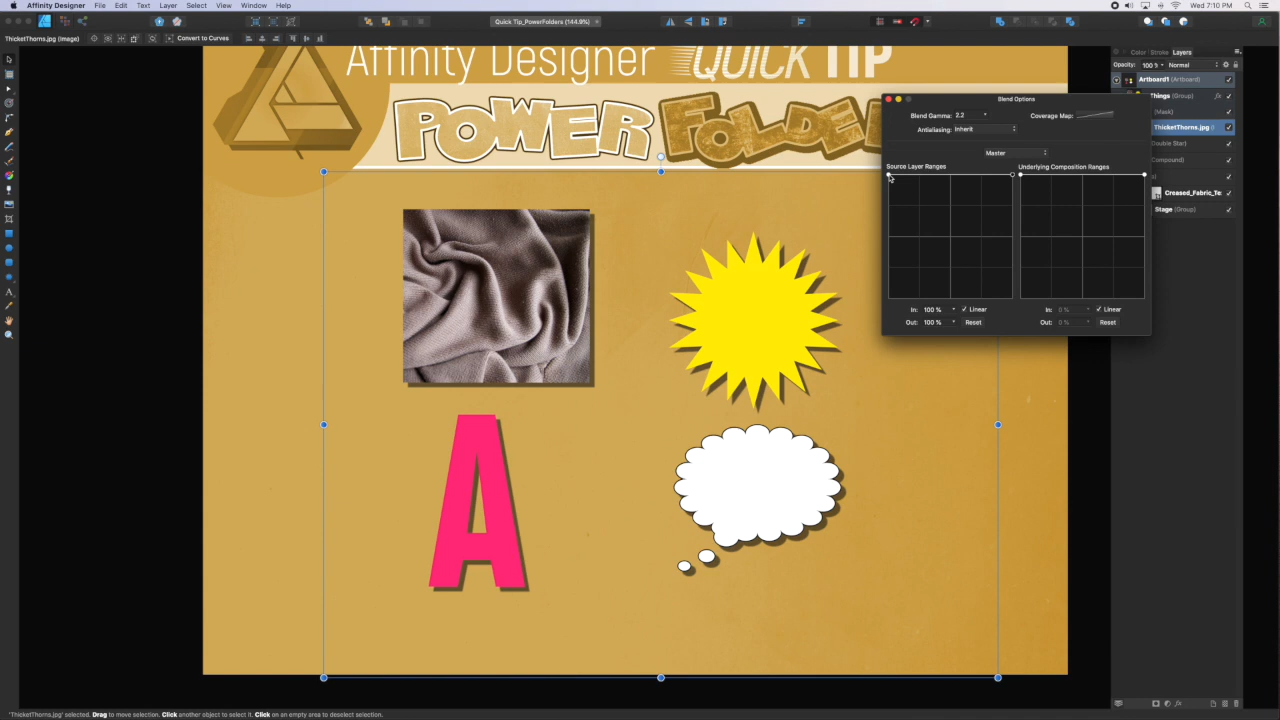 Affinity Designer File Edit Text Layer Select View Window Help
Wed 7:10 PM
Quick Tip_PowerFolders (144.9%)
ThicketThorns.jpg (Image)
Convert to Curves
Color Stroke Layers
Opacity: 100 % Normal
Artboard1 (Artboard)
Things (Group) fx
(Mask)
ThicketThorns.jpg (I
Double Star)
Compound)
s)
Creased_Fabric_Te
Stage (Group)
Affinity Designer QUICK TIP
POWER FOLDE
Blend Options
Blend Gamma: 2.2 Coverage Map:
Antialiasing: Inherit
Master
Source Layer Ranges Underlying Composition Ranges
In: 100 % Linear In: 0 % Linear
Out: 100 % Reset Out: 0 % Reset
A
'ThicketThorns.jpg' selected. Drag to move selection. Click another object to select it. Click on an empty area to deselect selection.